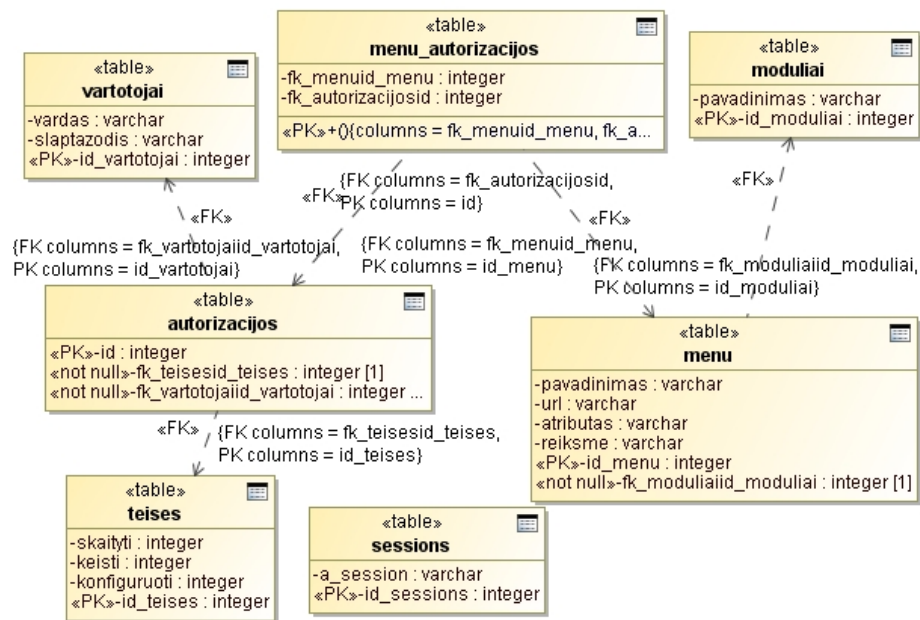 «table»
menu_autorizacijos
-fk_menuid_menu : integer
-fk_autorizacijosid : integer
«PK»+(){columns = fk_menuid_menu, fk_a...
«table»
vartotojai
-vardas : varchar
-slaptazodis : varchar
«PK»-id_vartotojai : integer
«table»
moduliai
-pavadinimas : varchar
«PK»-id_moduliai : integer
«FK»
{FK columns = fk_autorizacijosid,
PK columns = id}
«FK»
«FK»
{FK columns = fk_vartotojaiid_vartotojai,
PK columns = id_vartotojai}
«FK»
{FK columns = fk_menuid_menu,
PK columns = id_menu}
{FK columns = fk_moduliaiid_moduliai,
PK columns = id_moduliai}
«table»
autorizacijos
«PK»-id : integer
«not null»-fk_teisesid_teises : integer [1]
«not null»-fk_vartotojaiid_vartotojai : integer ...
«table»
menu
-pavadinimas : varchar
-url : varchar
-atributas : varchar
-reiksme : varchar
«PK»-id_menu : integer
«not null»-fk_moduliaiid_moduliai : integer [1]
«FK»
{FK columns = fk_teisesid_teises,
PK columns = id_teises}
«table»
teises
-skaityti : integer
-keisti : integer
-konfiguruoti : integer
«PK»-id_teises : integer
«table»
sessions
-a_session : varchar
«PK»-id_sessions : integer